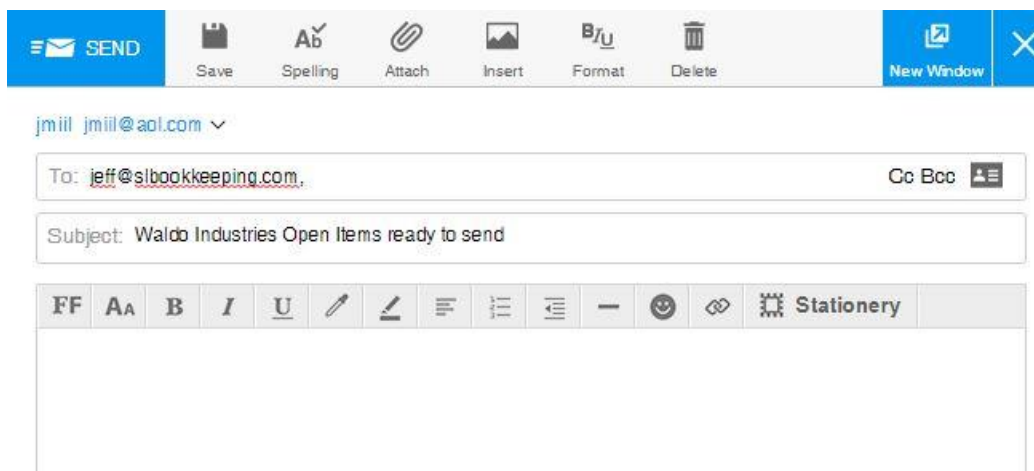 SEND
Save Spelling Attach Insert Format Delete New Window
jmiil jmiil@aol.com
To: jeff@slbookkeeping.com, Cc Bcc
Subject: Waldo Industries Open Items ready to send
FF AA B I U Stationery